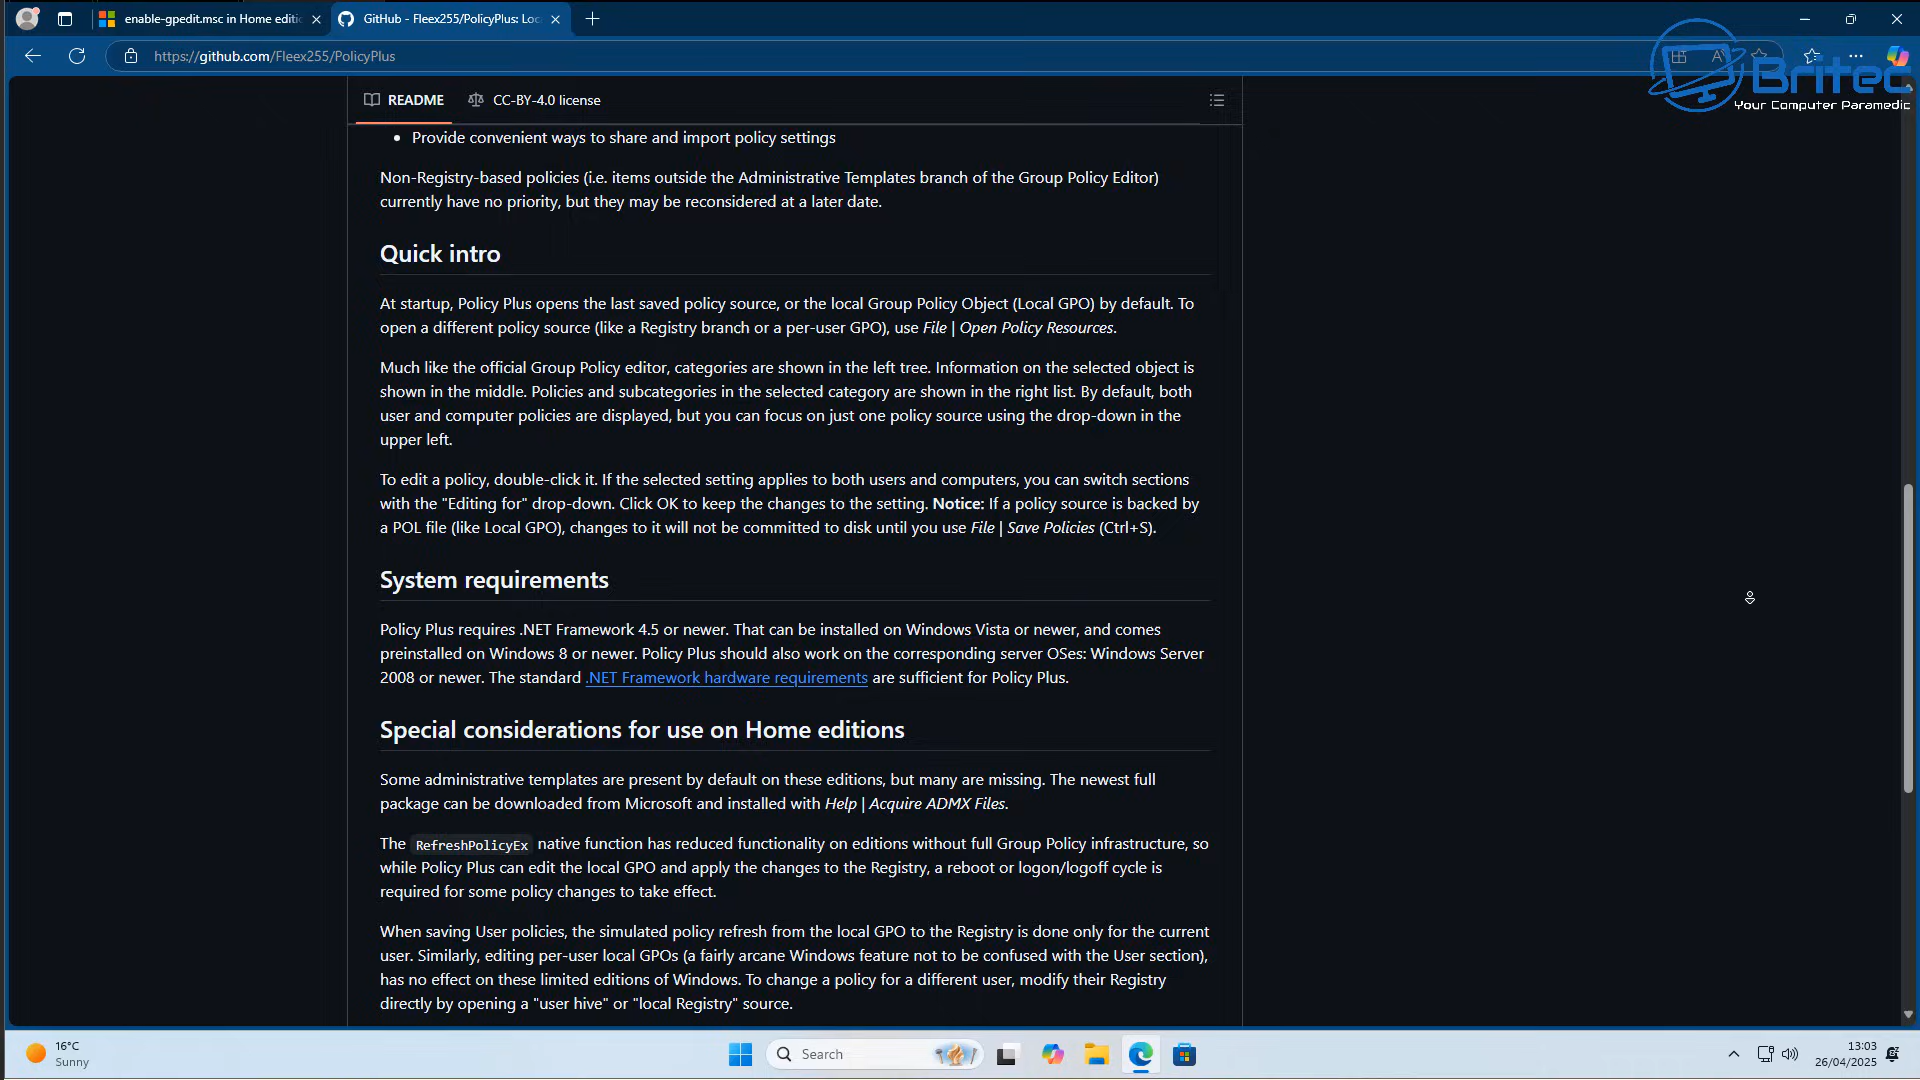 enable-gpedit.msc in Home editi
GitHub - Fleex255/PolicyPlus: Loc
https://github.com/Fleex255/PolicyPlus
Britec
Your Computer Paramedic
README
CC-BY-4.0 license
• Provide convenient ways to share and import policy settings
Non-Registry-based policies (i.e. items outside the Administrative Templates branch of the Group Policy Editor)
currently have no priority, but they may be reconsidered at a later date.
Quick intro
At startup, Policy Plus opens the last saved policy source, or the local Group Policy Object (Local GPO) by default. To
open a different policy source (like a Registry branch or a per-user GPO), use File | Open Policy Resources.
Much like the official Group Policy editor, categories are shown in the left tree. Information on the selected object is
shown in the middle. Policies and subcategories in the selected category are shown in the right list. By default, both
user and computer policies are displayed, but you can focus on just one policy source using the drop-down in the
upper left.
To edit a policy, double-click it. If the selected setting applies to both users and computers, you can switch sections
with the "Editing for" drop-down. Click OK to keep the changes to the setting. Notice: If a policy source is backed by
a POL file (like Local GPO), changes to it will not be committed to disk until you use File | Save Policies (Ctrl+S).
System requirements
Policy Plus requires .NET Framework 4.5 or newer. That can be installed on Windows Vista or newer, and comes
preinstalled on Windows 8 or newer. Policy Plus should also work on the corresponding server OSes: Windows Server
2008 or newer. The standard .NET Framework hardware requirements are sufficient for Policy Plus.
Special considerations for use on Home editions
Some administrative templates are present by default on these editions, but many are missing. The newest full
package can be downloaded from Microsoft and installed with Help | Acquire ADMX Files.
The RefreshPolicyEx native function has reduced functionality on editions without full Group Policy infrastructure, so
while Policy Plus can edit the local GPO and apply the changes to the Registry, a reboot or logon/logoff cycle is
required for some policy changes to take effect.
When saving User policies, the simulated policy refresh from the local GPO to the Registry is done only for the current
user. Similarly, editing per-user local GPOs (a fairly arcane Windows feature not to be confused with the User section),
has no effect on these limited editions of Windows. To change a policy for a different user, modify their Registry
directly by opening a "user hive" or "local Registry" source.
16°C
Sunny
Search
13:03
26/04/2025